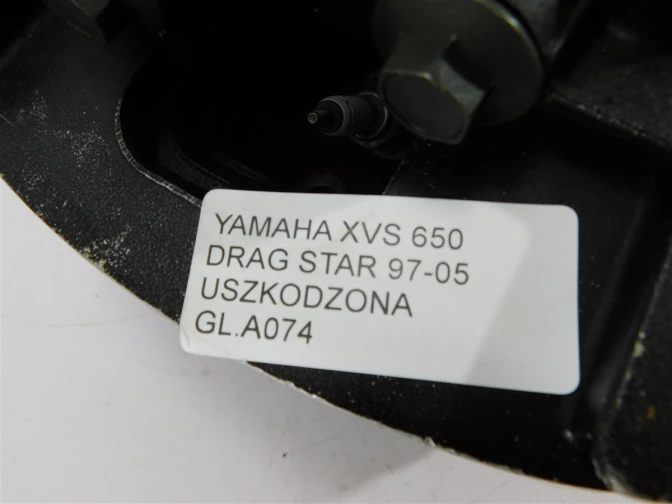 YAMAHA XVS 650
DRAG STAR 97-05
USZKODZONA
GL.A074